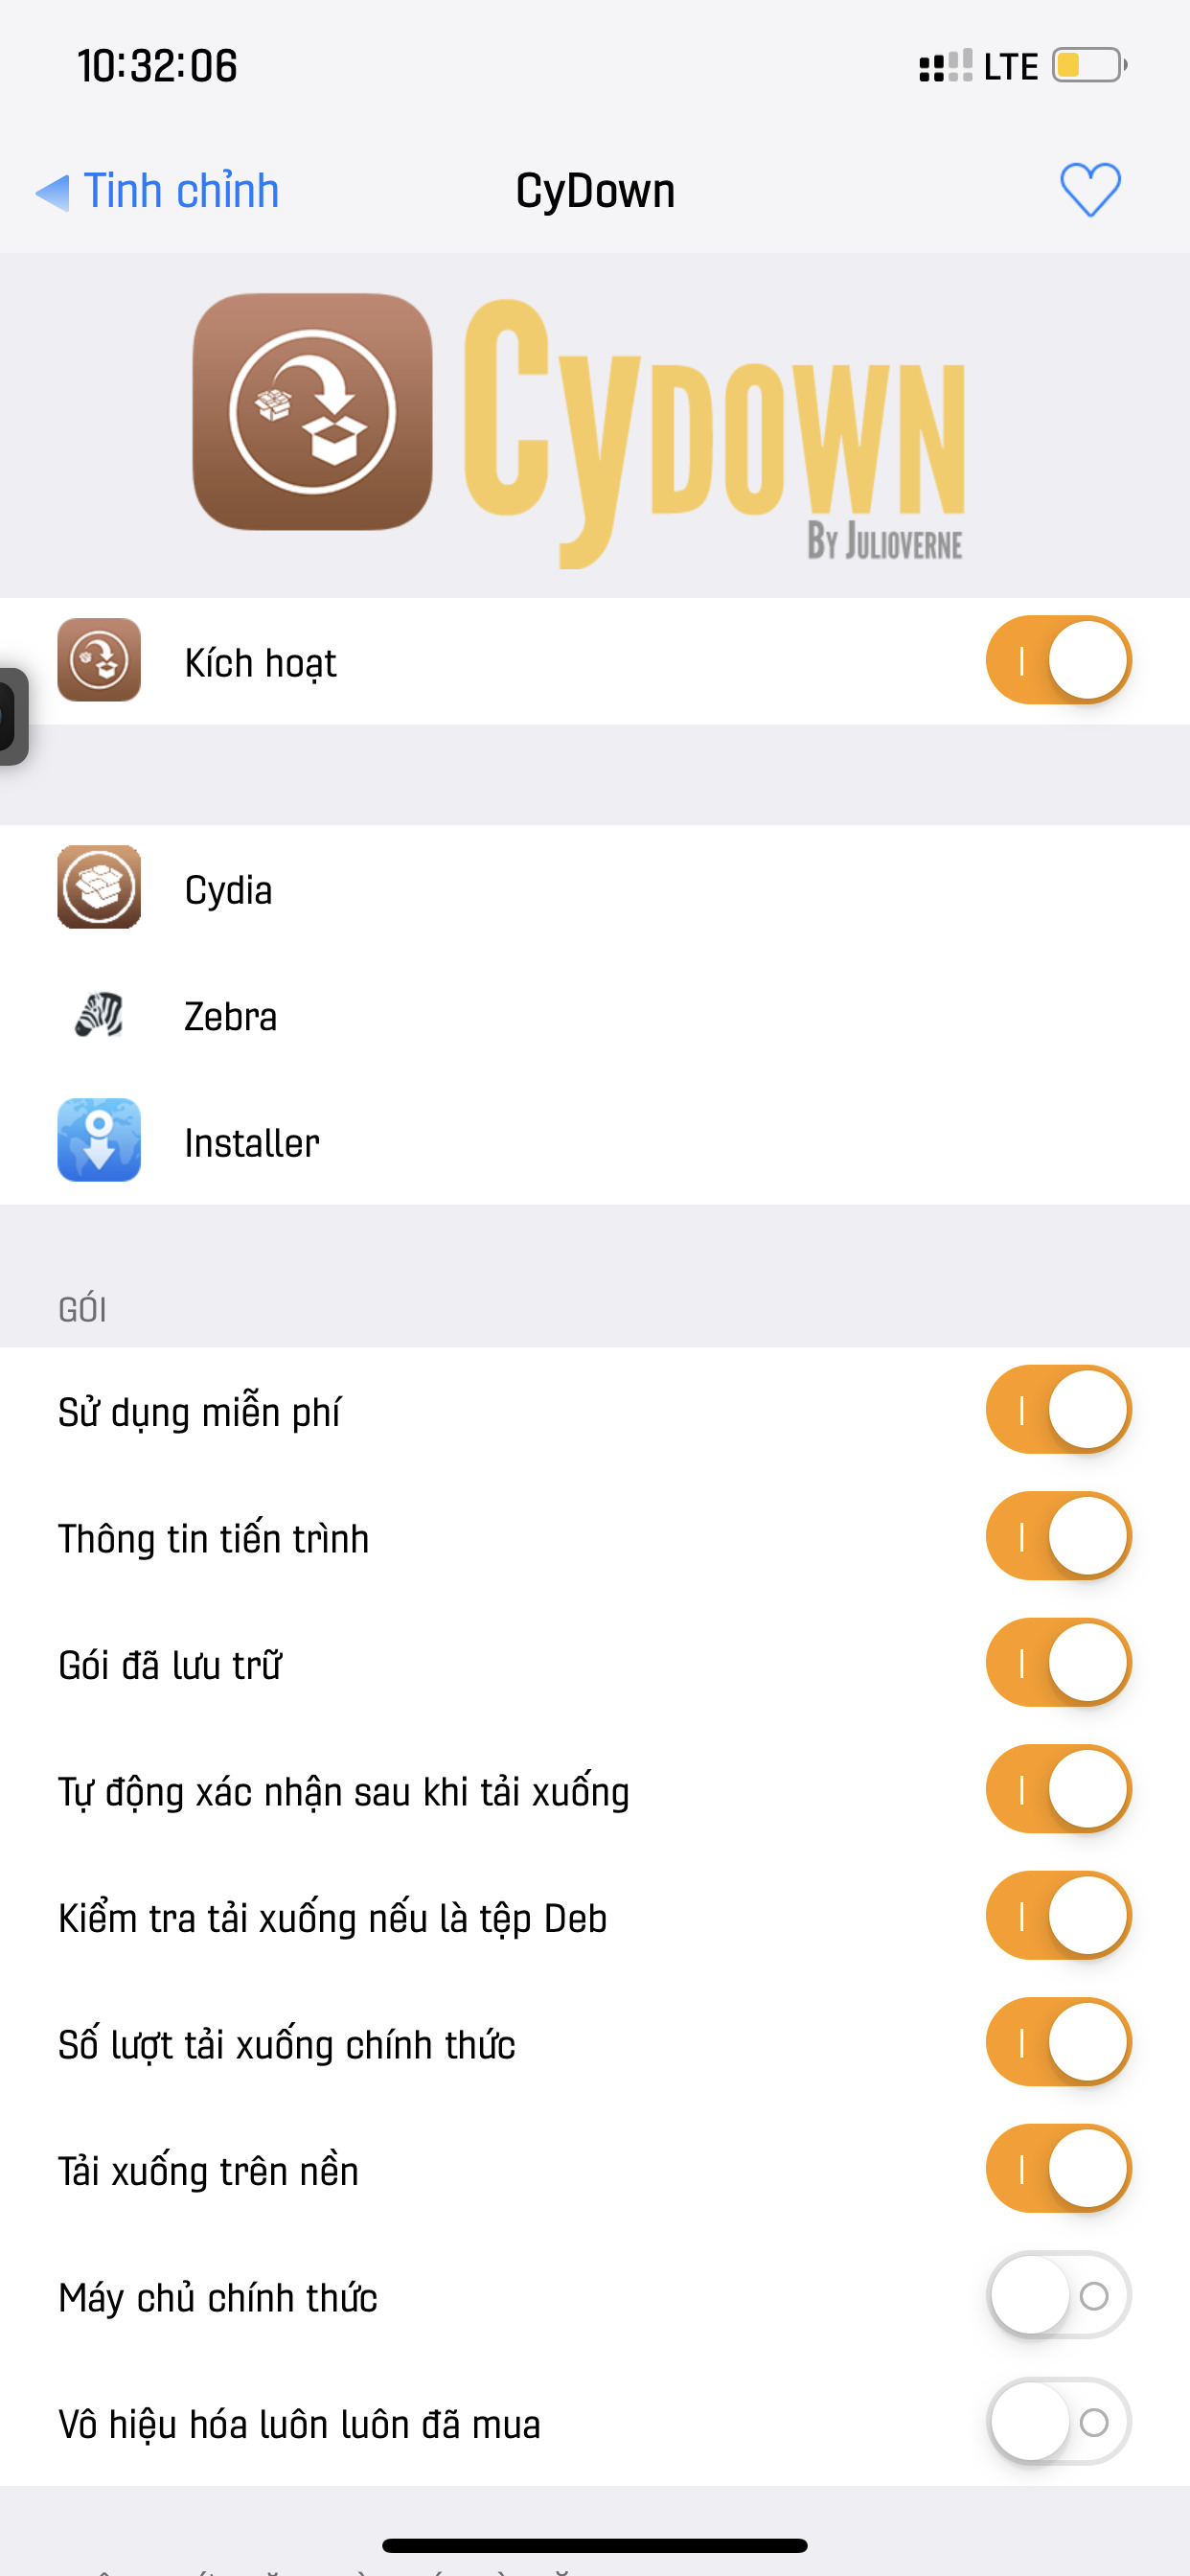 10:32:06
LTE
Tinh chỉnh
CyDown
CYDOWN
BY JULIOVERNE
Kích hoạt
Cydia
Zebra
Installer
GÓI
Sử dụng miễn phí
Thông tin tiến trình
Gói đã lưu trữ
Tự động xác nhận sau khi tải xuống
Kiểm tra tải xuống nếu là tệp Deb
Số lượt tải xuống chính thức
Tải xuống trên nền
Máy chủ chính thức
Vô hiệu hóa luôn luôn đã mua